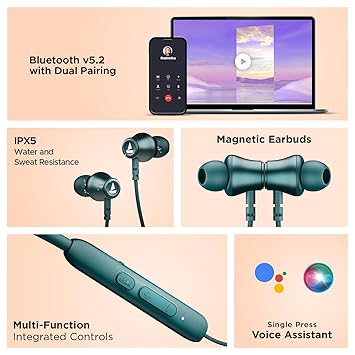 Bluetooth v5.2
with Dual Pairing
IPX5
Water and
Sweat Resistance
Magnetic Earbuds
Multi-Function
Integrated Controls
Single Press
Voice Assistant